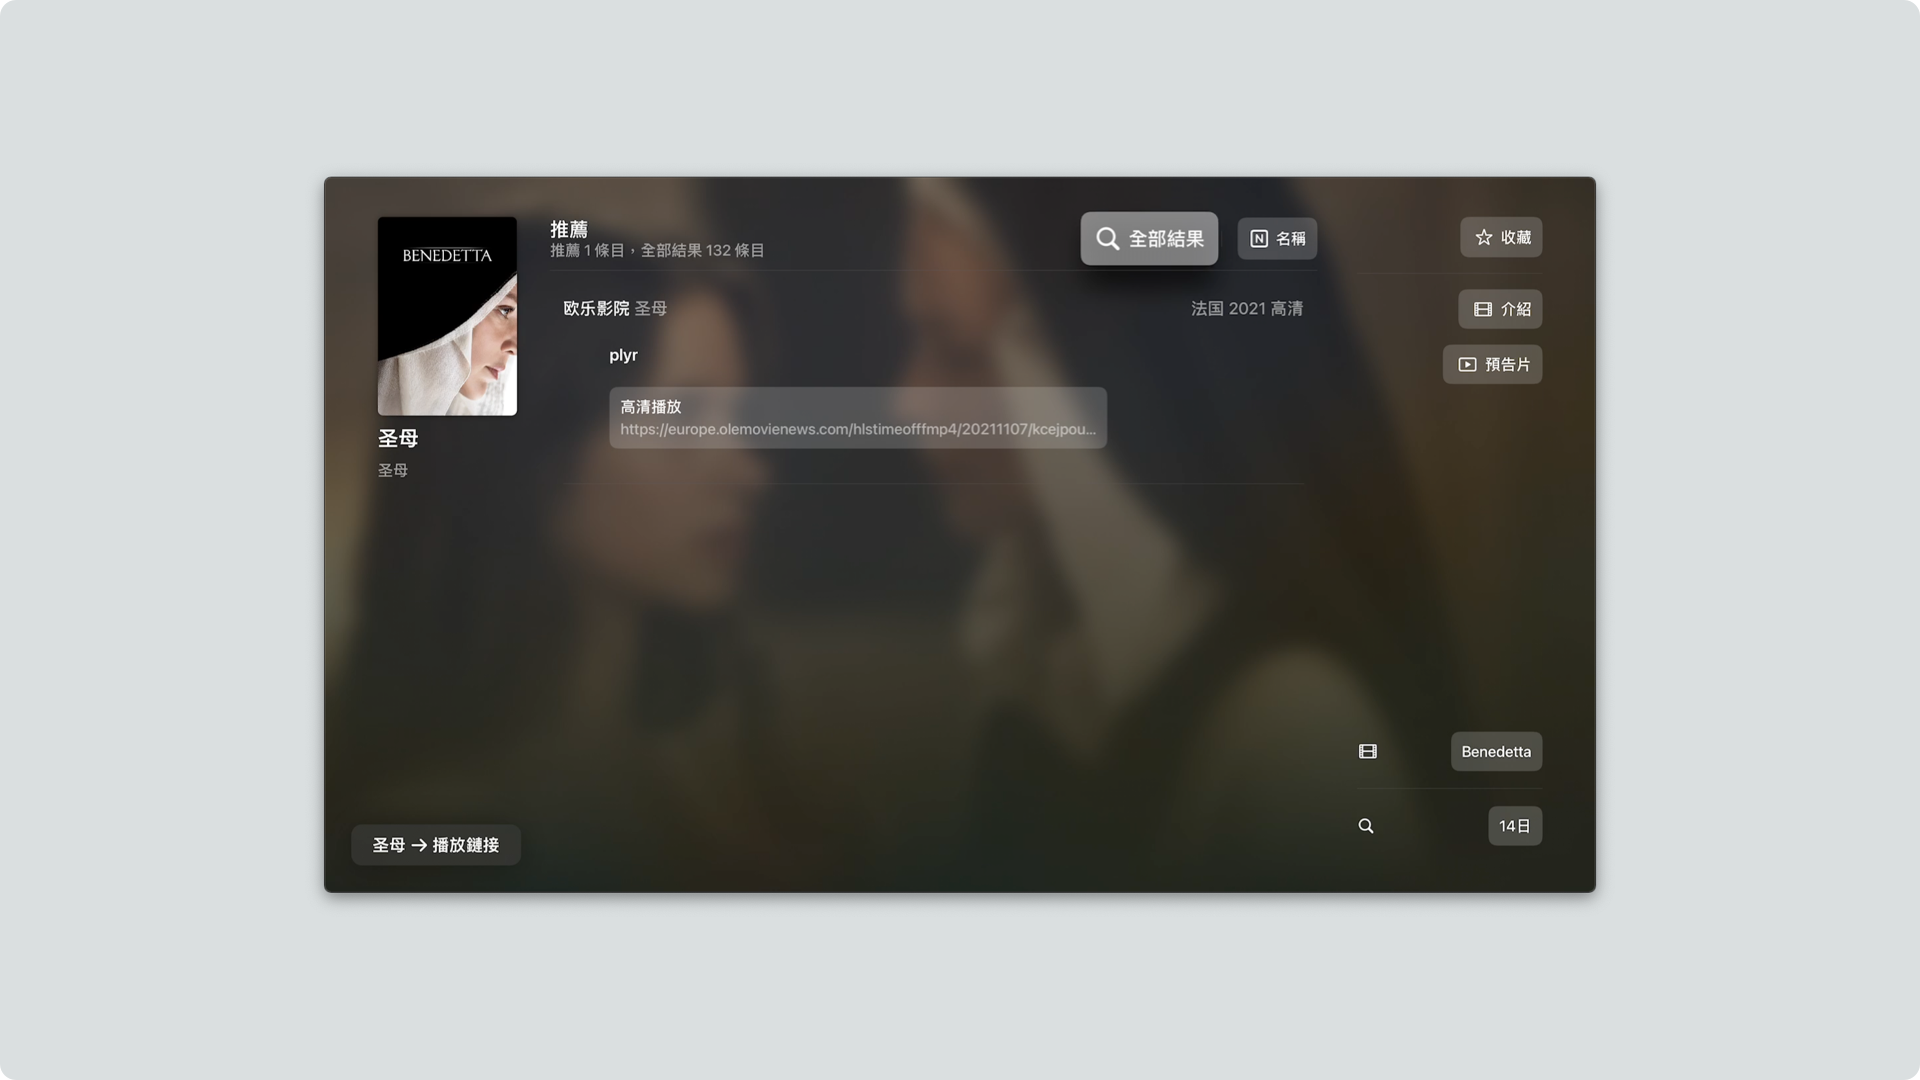 BENEDETTA
圣母
圣母
推薦
推薦 1 條目，全部結果 132 條目
全部結果
名稱
欧乐影院 圣母
法国 2021 高清
plyr
高清播放
https://europe.olemovienews.com/hlstimeofffmp4/20211107/kcejpou...
收藏
介紹
預告片
Benedetta
14日
圣母 → 播放鏈接